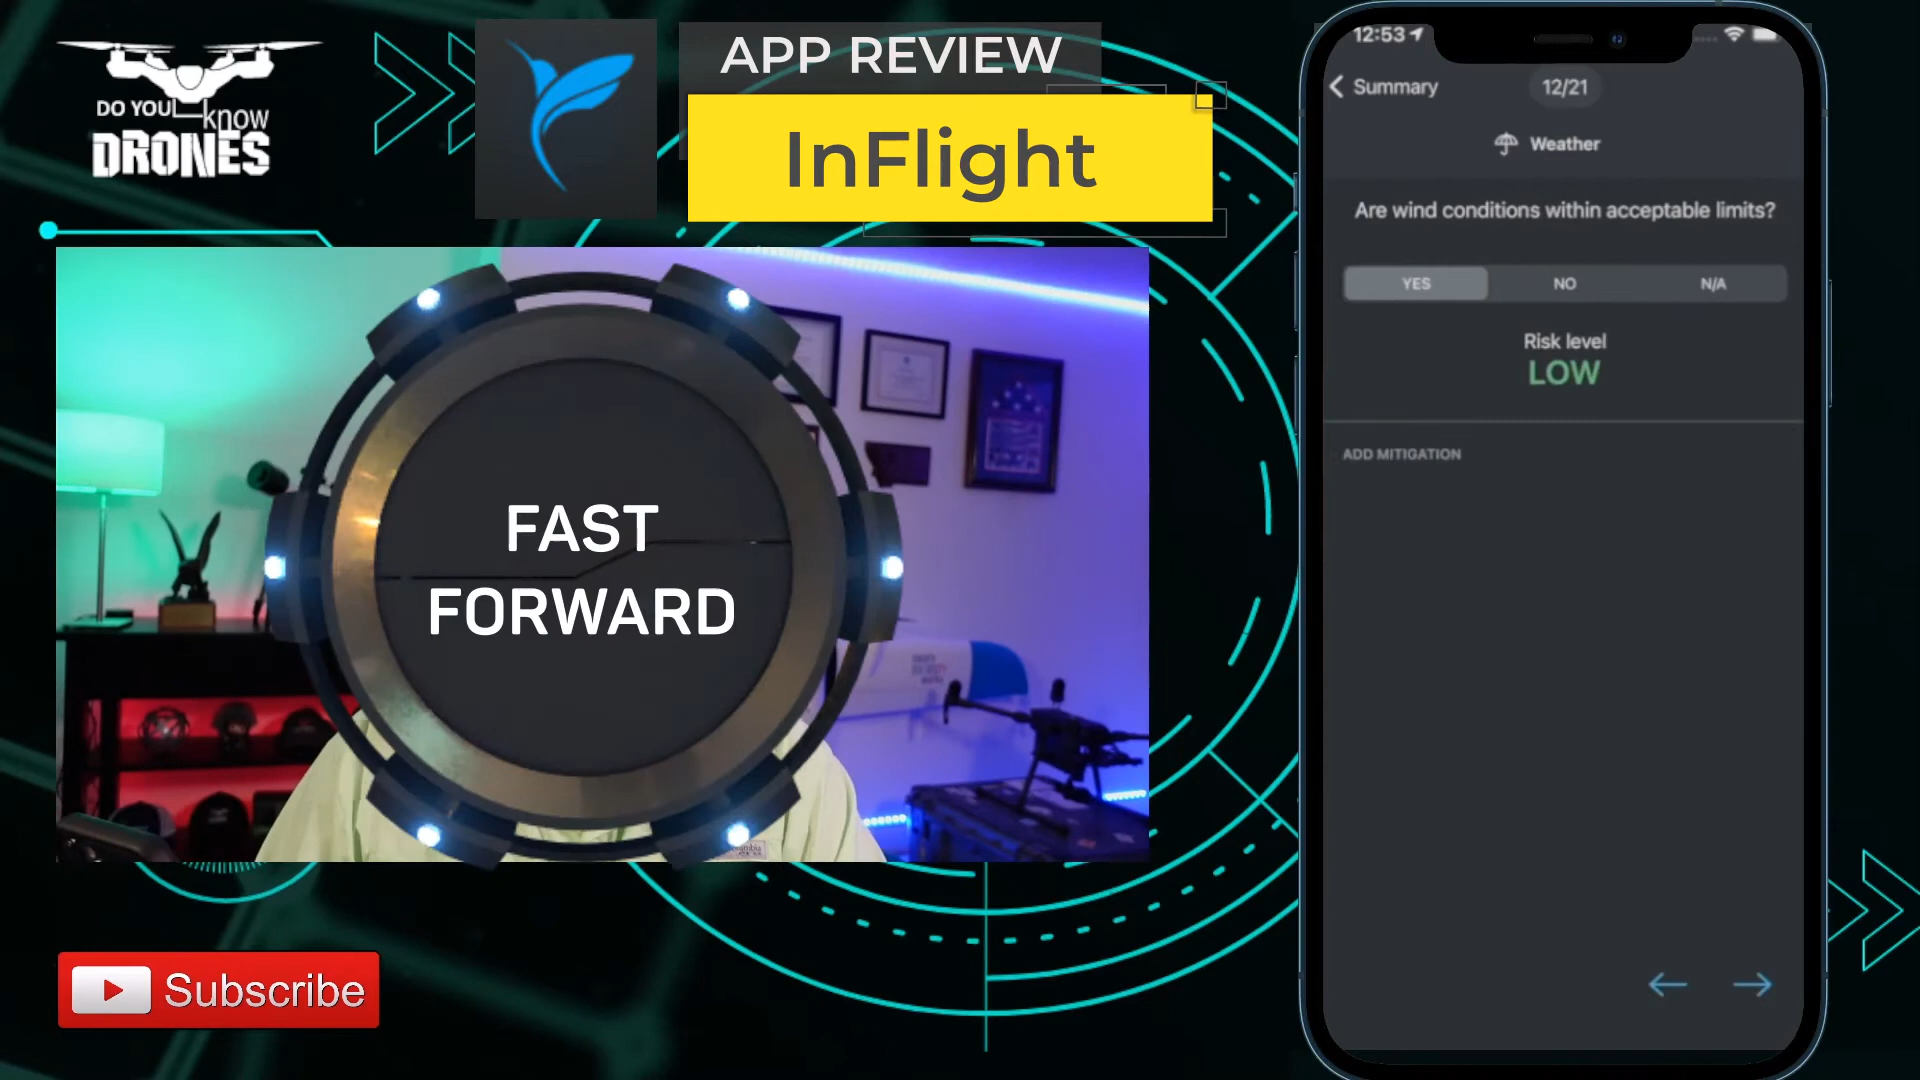 DO YOU know
DRONES
APP REVIEW
InFlight
FAST
FORWARD
Subscribe
12:53
Summary
12/21
Weather
Are wind conditions within acceptable limits?
YES NO N/A
Risk level
LOW
ADD MITIGATION